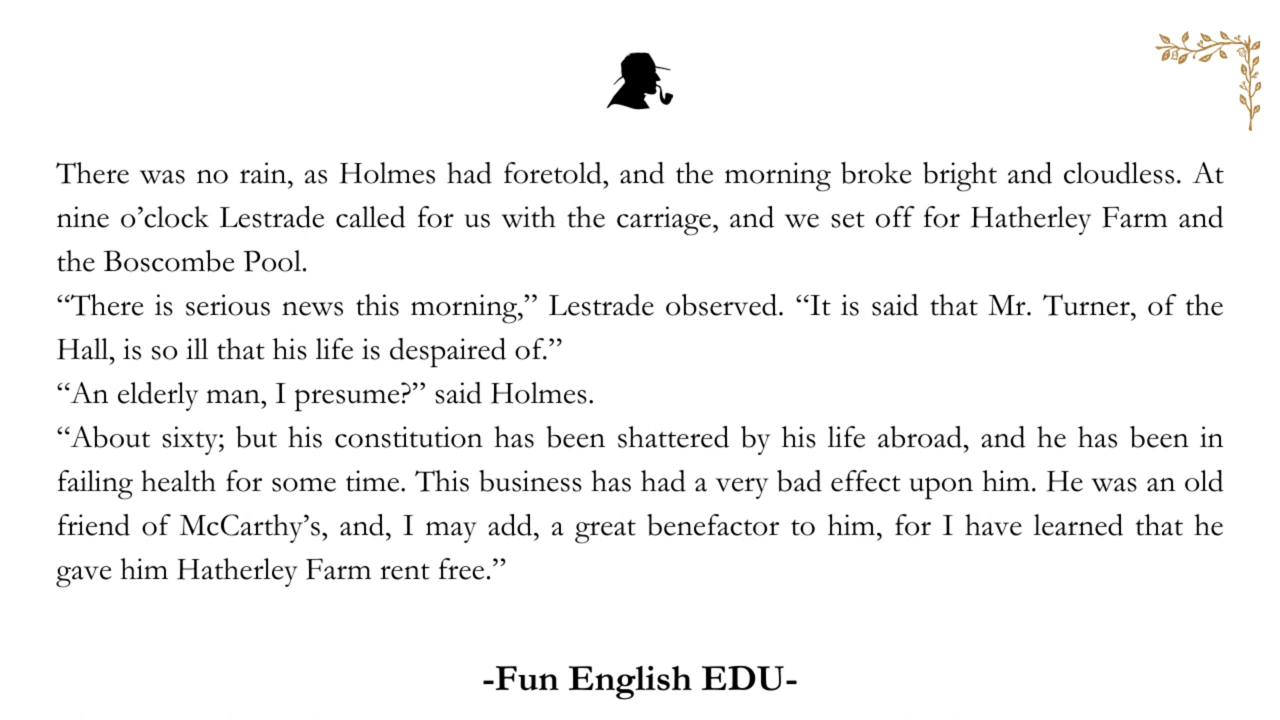 There was no rain, as Holmes had foretold, and the morning broke bright and cloudless. At
nine o’clock Lestrade called for us with the carriage, and we set off for Hatherley Farm and
the Boscombe Pool.
“There is serious news this morning,” Lestrade observed. “It is said that Mr. Turner, of the
Hall, is so ill that his life is despaired of.”
“An elderly man, I presume?” said Holmes.
“About sixty; but his constitution has been shattered by his life abroad, and he has been in
failing health for some time. This business has had a very bad effect upon him. He was an old
friend of McCarthy’s, and, I may add, a great benefactor to him, for I have learned that he
gave him Hatherley Farm rent free.”
-Fun English EDU-